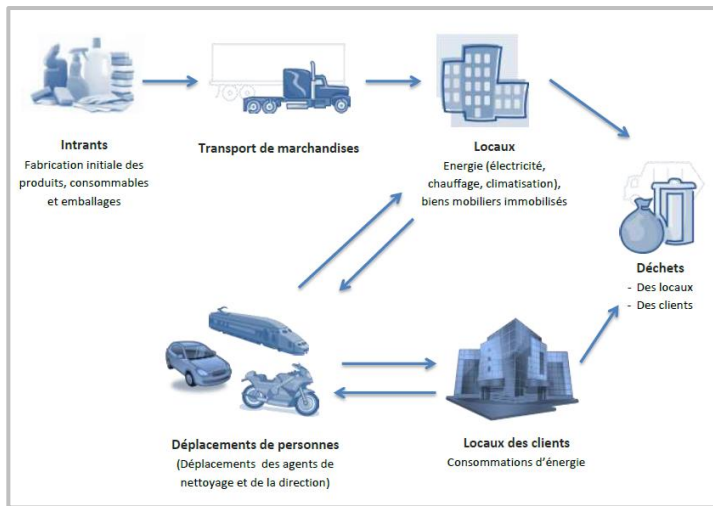 Intrants
Fabrication initiale des
produits, consommables
et emballages
Transport de marchandises
Locaux
Energie (électricité,
chauffage, climatisation),
biens mobiliers immobilisés
Déchets
- Des locaux
- Des clients
Déplacements de personnes
(Déplacements des agents de
nettoyage et de la direction)
Locaux des clients
Consommations d’énergie